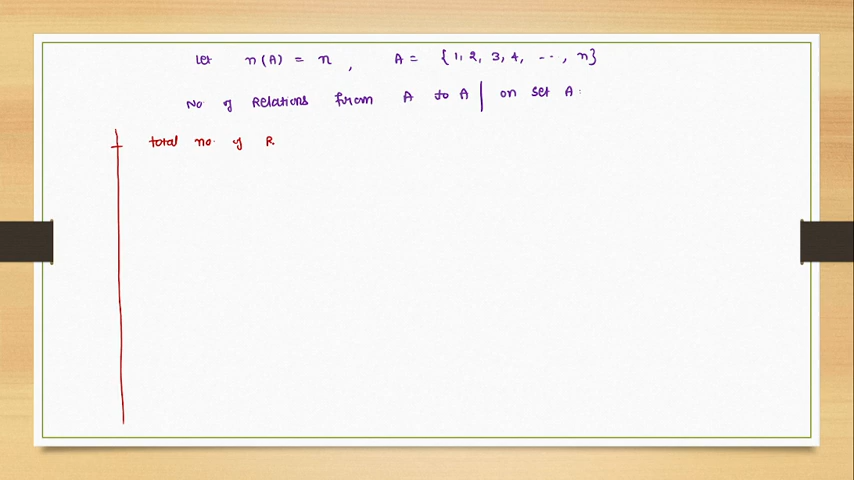 Let n(A) = n , A = {1, 2, 3, 4, --, n}
No of Relations from A to A | on set A.
total no. of R